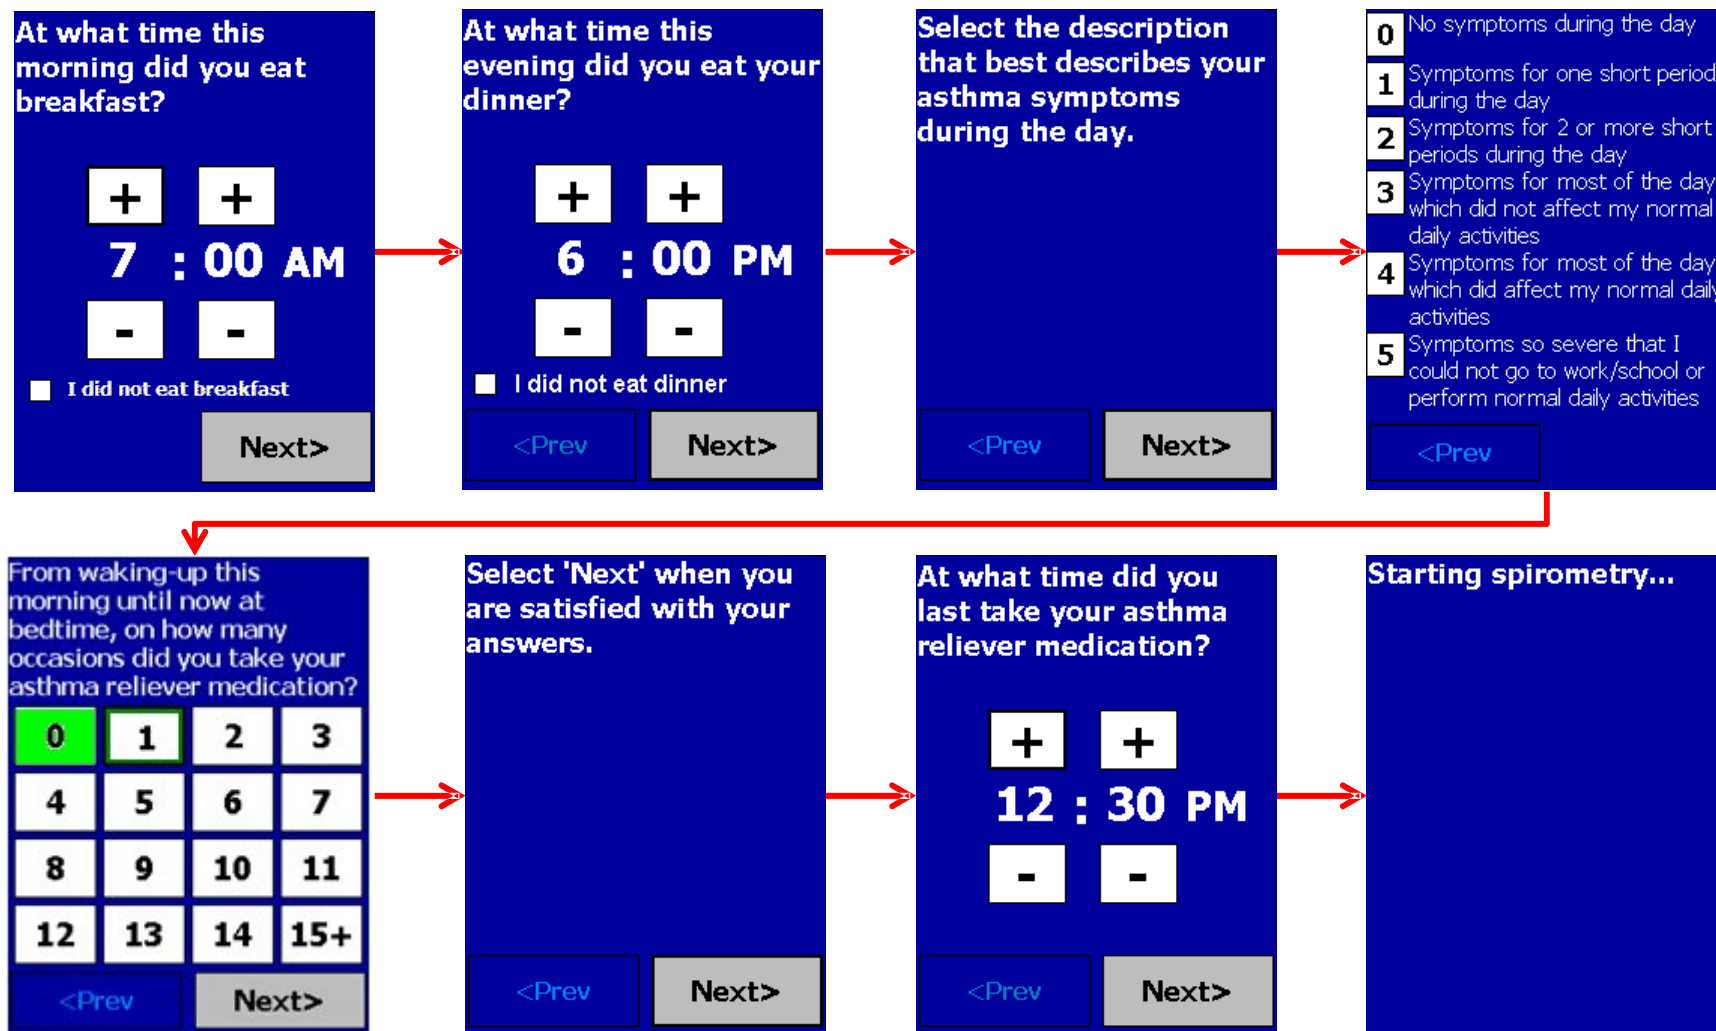 At what time this
morning did you eat
breakfast?
+ +
7 : 00 AM
- -
I did not eat breakfast
Next>
At what time this
evening did you eat your
dinner?
+ +
6 : 00 PM
- -
I did not eat dinner
<Prev Next>
Select the description
that best describes your
asthma symptoms
during the day.
<Prev Next>
0 No symptoms during the day
1 Symptoms for one short period
during the day
2 Symptoms for 2 or more short
periods during the day
3 Symptoms for most of the day
which did not affect my normal
daily activities
4 Symptoms for most of the day
which did affect my normal daily
activities
5 Symptoms so severe that I
could not go to work/school or
perform normal daily activities
<Prev
From waking-up this
morning until now at
bedtime, on how many
occasions did you take your
asthma reliever medication?
0 1 2 3
4 5 6 7
8 9 10 11
12 13 14 15+
<Prev Next>
Select 'Next' when you
are satisfied with your
answers.
<Prev Next>
At what time did you
last take your asthma
reliever medication?
+ +
12 : 30 PM
- -
<Prev Next>
Starting spirometry...